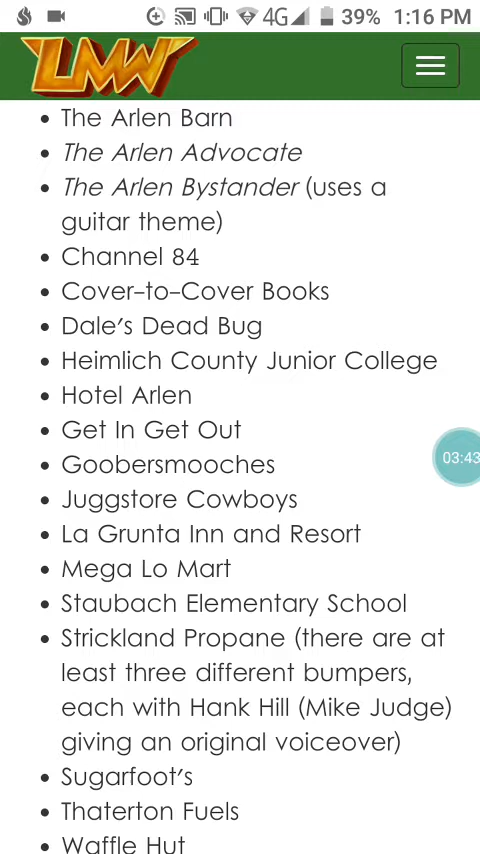 4G 39% 1:16 PM
LMW
The Arlen Barn
The Arlen Advocate
The Arlen Bystander (uses a
guitar theme)
Channel 84
Cover-to-Cover Books
Dale's Dead Bug
Heimlich County Junior College
Hotel Arlen
Get In Get Out
Goobersmooches
03:43
Juggstore Cowboys
La Grunta Inn and Resort
Mega Lo Mart
Staubach Elementary School
Strickland Propane (there are at
least three different bumpers,
each with Hank Hill (Mike Judge)
giving an original voiceover)
Sugarfoot's
Thaterton Fuels
Waffle Hut